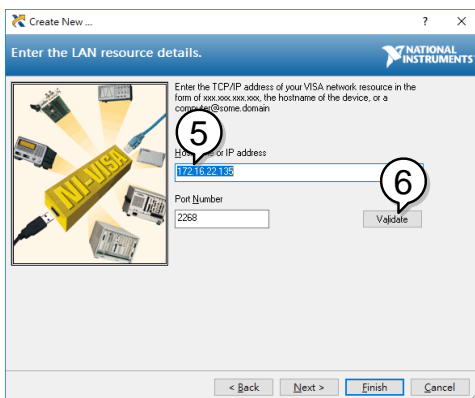 Create New ...
? ×
Enter the LAN resource details.
NATIONAL
INSTRUMENTS
Enter the TCP/IP address of your VISA network resource in the
form of xxx.xxx.xxx.xxx, the hostname of the device, or a
computer@some.domain
5
or IP address
172.16.22.135
6
Port Number
2268
Validate
NI-VISA
< Back
Next >
Finish
Cancel